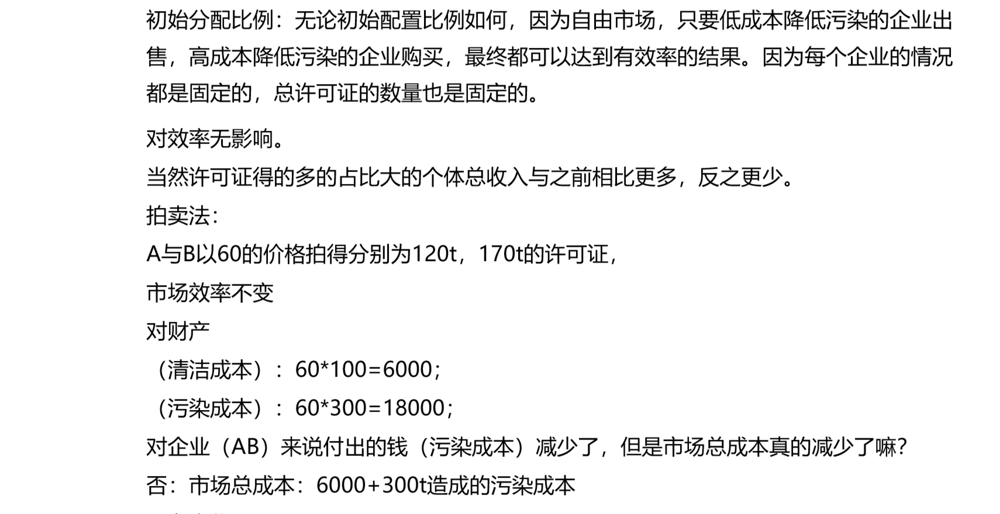 初始分配比例：无论初始配置比例如何，因为自由市场，只要低成本降低污染的企业出
售，高成本降低污染的企业购买，最终都可以达到有效率的结果。因为每个企业的情况
都是固定的，总许可证的数量也是固定的。
对效率无影响。
当然许可证得的多的占比大的个体总收入与之前相比更多，反之更少。
拍卖法：
A与B以60的价格拍得分别为120t，170t的许可证，
市场效率不变
对财产
（清洁成本）：60*100=6000；
（污染成本）：60*300=18000；
对企业（AB）来说付出的钱（污染成本）减少了，但是市场总成本真的减少了嘛？
否：市场总成本：6000+300t造成的污染成本